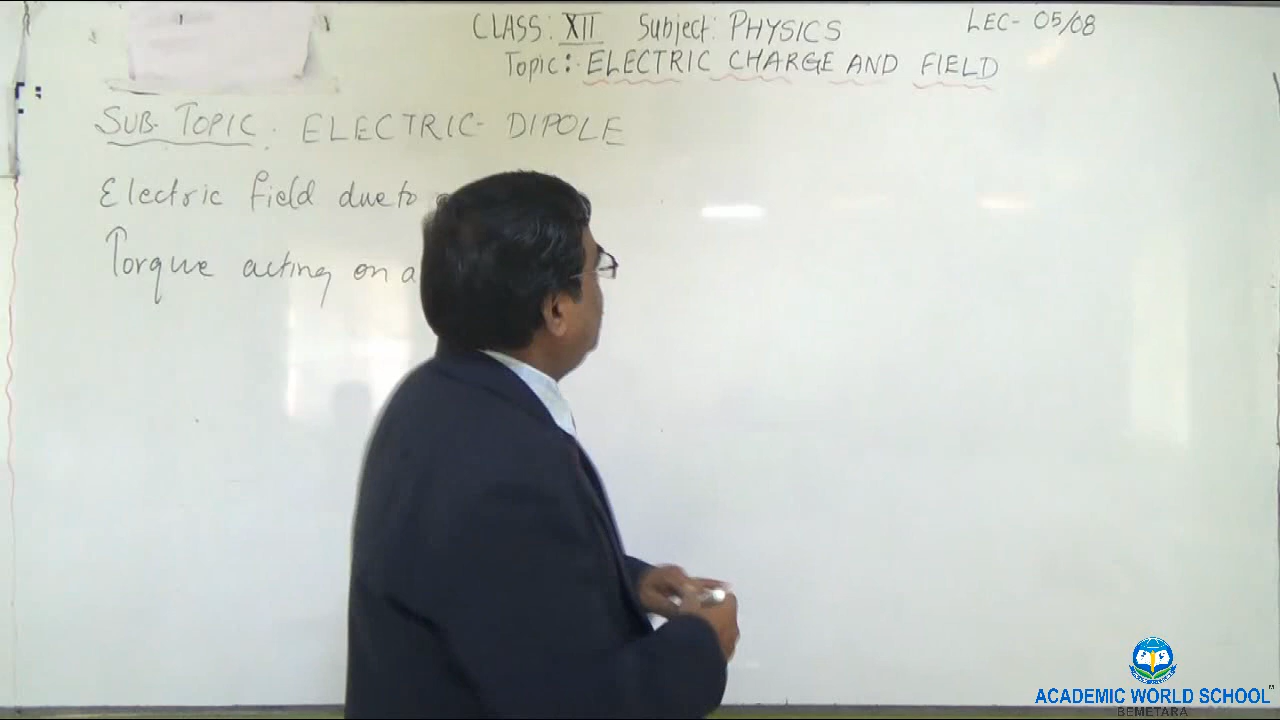 CLASS: XII Subject: PHYSICS LEC- 05/08
Topic:- ELECTRIC CHARGE AND FIELD
SUB-TOPIC: ELECTRIC-DIPOLE
Electric field due to
Torque acting on a
ACADEMIC WORLD SCHOOL
BEMETARA